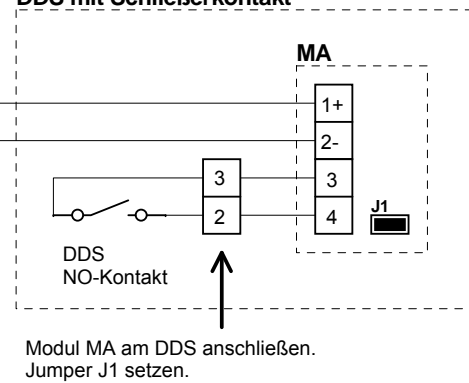 DDS mit Schließerkontakt
MA
1+
2-
3
3
J1
2
4
DDS
NO-Kontakt
Modul MA am DDS anschließen.
Jumper J1 setzen.